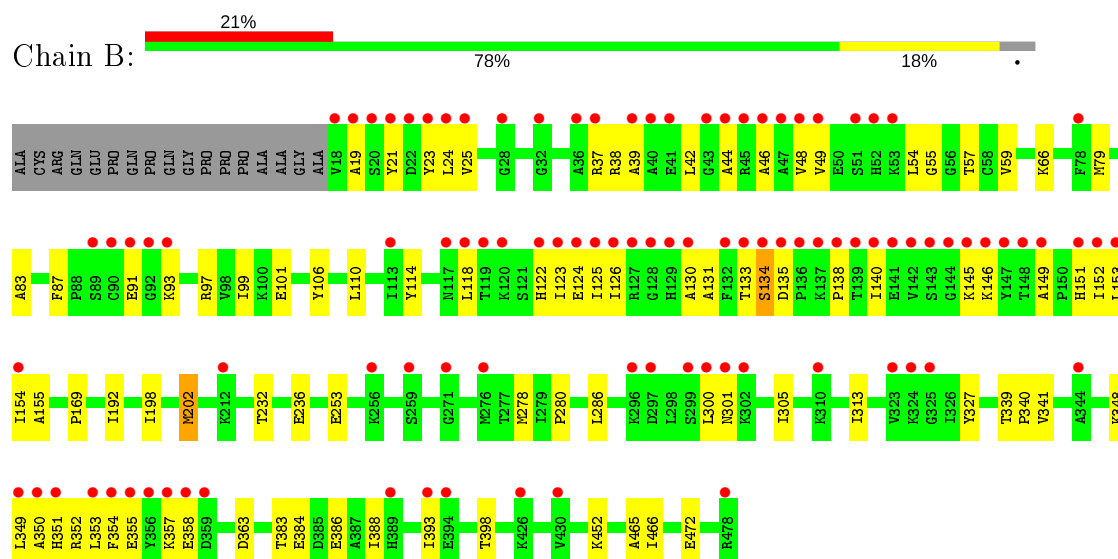 21%
Chain B:
78% 18% •
ALA CYS ARG GLN GLU PRO GLN GLN PRO GLN GLY PRO PRO PRO ALA ALA GLY ALA V18 A19 S20 Y21 D22 Y23 L24 V25 G28 G32 A36 R37 R38 A39 A40 E41 L42 G43 A44 R45 A46 A47 V48 V49 E50 S51 H52 K53 L54 G55 G56 T57 C58 V59 K66 F78 M79
A83 F87 P88 S89 C90 E91 G92 K93 R97 V98 I99 K100 E101 Y106 L110 I113 Y114 N117 L118 T119 K120 S121 H122 I123 E124 I125 I126 R127 G128 H129 A130 A131 F132 T133 S134 D135 P136 K137 P138 T139 I140 E141 V142 S143 G144 K145 K146 Y147 T148 A149 P150 H151 I152 L153
I154 A155 P169 I192 I198 M202 K212 T232 E236 E253 K256 S259 G271 M276 T277 M278 I279 P280 L286 K296 D297 L298 S299 L300 N301 K302 I305 K310 I313 V323 K324 G325 I326 Y327 T339 P340 V341 A344 K348
L349 A350 H351 R352 L353 F354 E355 Y356 K357 E358 D359 D363 T383 E384 D385 E386 A387 I388 H389 I393 E394 T398 K426 V430 K452 A465 I466 E472 R478